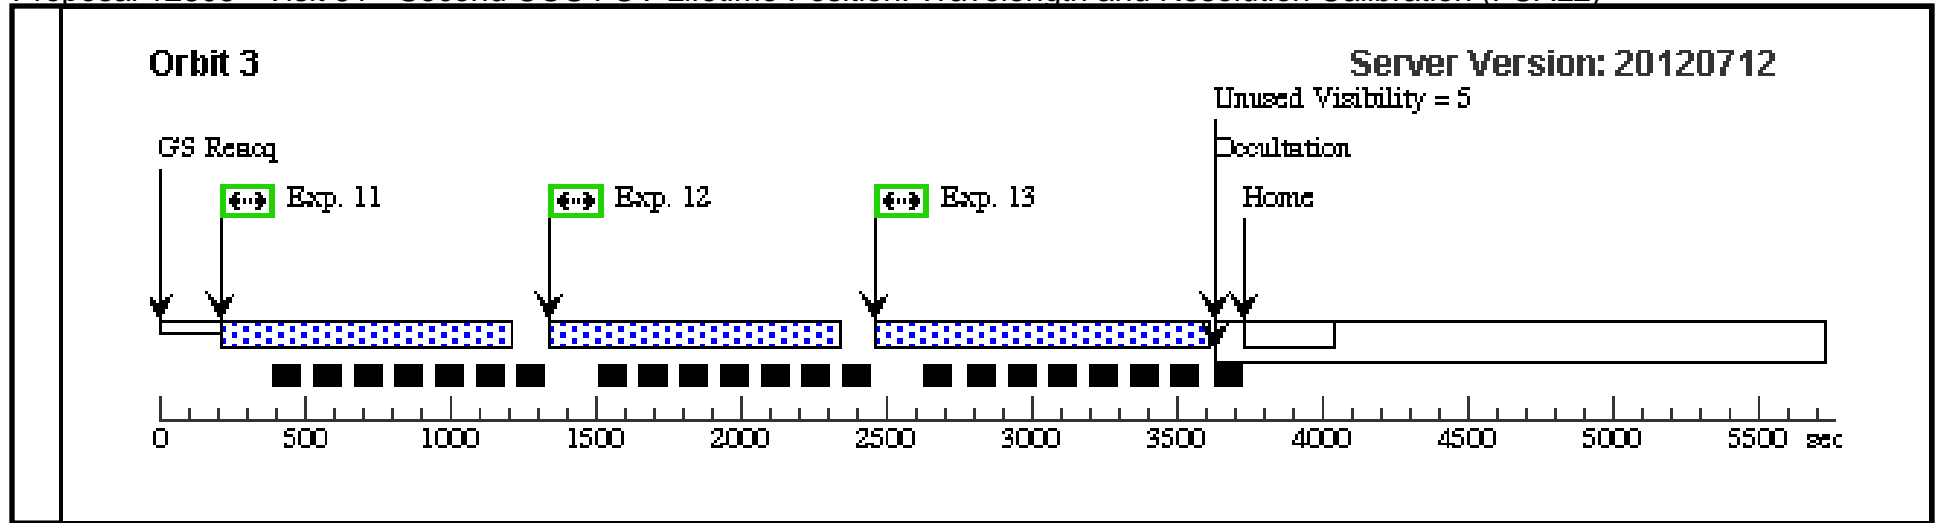 Orbit 3
Server Version: 20120712
Unused Visibility = 5
GS Reacq
Occultation
Exp. 11
Exp. 12
Exp. 13
Home
0 500 1000 1500 2000 2500 3000 3500 4000 4500 5000 5500 sec